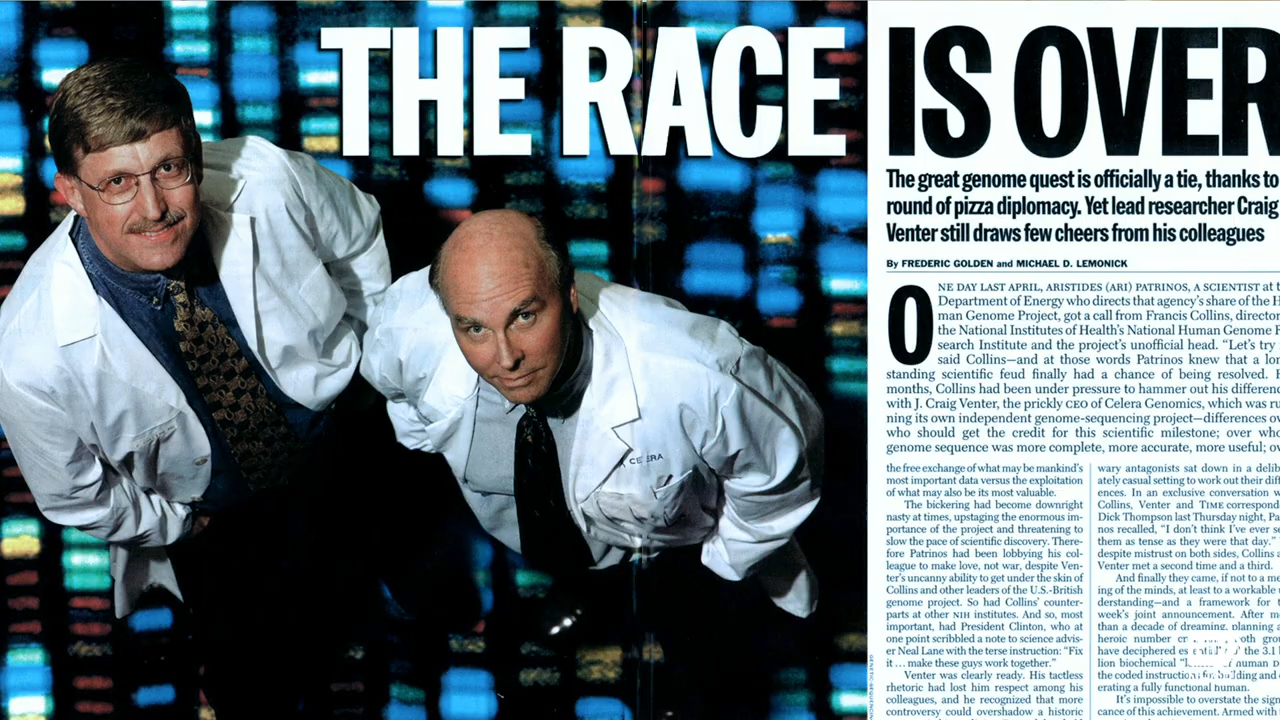 THE RACE IS OVER
The great genome quest is officially a tie, thanks to
round of pizza diplomacy. Yet lead researcher Craig
Venter still draws few cheers from his colleagues
By FREDERIC GOLDEN and MICHAEL D. LEMONICK
ONE DAY LAST APRIL, ARISTIDES (ARI) PATRINOS, A SCIENTIST at
Department of Energy who directs that agency's share of the
man Genome Project, got a call from Francis Collins, director
the National Institutes of Health's National Human Genome
search Institute and the project's unofficial head. “Let's try
said Collins—and at those words Patrinos knew that a lon
standing scientific feud finally had a chance of being resolved.
months, Collins had been under pressure to hammer out his differenc
with J. Craig Venter, the prickly CEO of Celera Genomics, which was ru
ning its own independent genome-sequencing project—differences ov
who should get the credit for this scientific milestone; over who
genome sequence was more complete, more accurate, more useful; ov
the free exchange of what may be mankind's
most important data versus the exploitation
of what may also be its most valuable.
The bickering had become downright
nasty at times, upstaging the enormous im-
portance of the project and threatening to
slow the pace of scientific discovery. There-
fore Patrinos had been lobbying his col-
league to make love, not war, despite Ven-
ter's uncanny ability to get under the skin of
Collins and other leaders of the U.S.-British
genome project. So had Collins' counter-
parts at other NIH institutes. And so, most
important, had President Clinton, who at
one point scribbled a note to science advis-
er Neal Lane with the terse instruction: “Fix
it ... make these guys work together.”
Venter was clearly ready. His tactless
rhetoric had lost him respect among his
colleagues, and he recognized that more
controversy could overshadow a historic
wary antagonists sat down in a delib
ately casual setting to work out their diff
ences. In an exclusive conversation w
Collins, Venter and TIME correspond
Dick Thompson last Thursday night, Pa
nos recalled, “I don't think I've ever se
them as tense as they were that day.”
despite mistrust on both sides, Collins a
Venter met a second time and a third.
And finally they came, if not to a me
ing of the minds, at least to a workable
derstanding—and a framework for t
week's joint announcement. After m
than a decade of dreaming, planning a
heroic number cr oth gro
have deciphered es the 3.1
lion biochemical of human D
the coded instructions for building and
erating a fully functional human.
It's impossible to overstate the sign
cance of this achievement. Armed with
CELERA